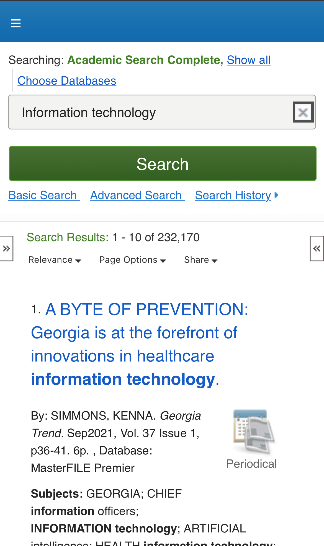 Searching: Academic Search Complete, Show all
Choose Databases
Information technology
Search
Basic Search Advanced Search Search History
Search Results: 1 - 10 of 232,170
Relevance Page Options Share
1. A BYTE OF PREVENTION:
Georgia is at the forefront of
innovations in healthcare
information technology.
By: SIMMONS, KENNA. Georgia
Trend. Sep2021, Vol. 37 Issue 1,
p36-41. 6p. , Database:
MasterFILE Premier
Periodical
Subjects: GEORGIA; CHIEF
information officers;
INFORMATION technology; ARTIFICIAL
intelligence; HEALTH information technology;